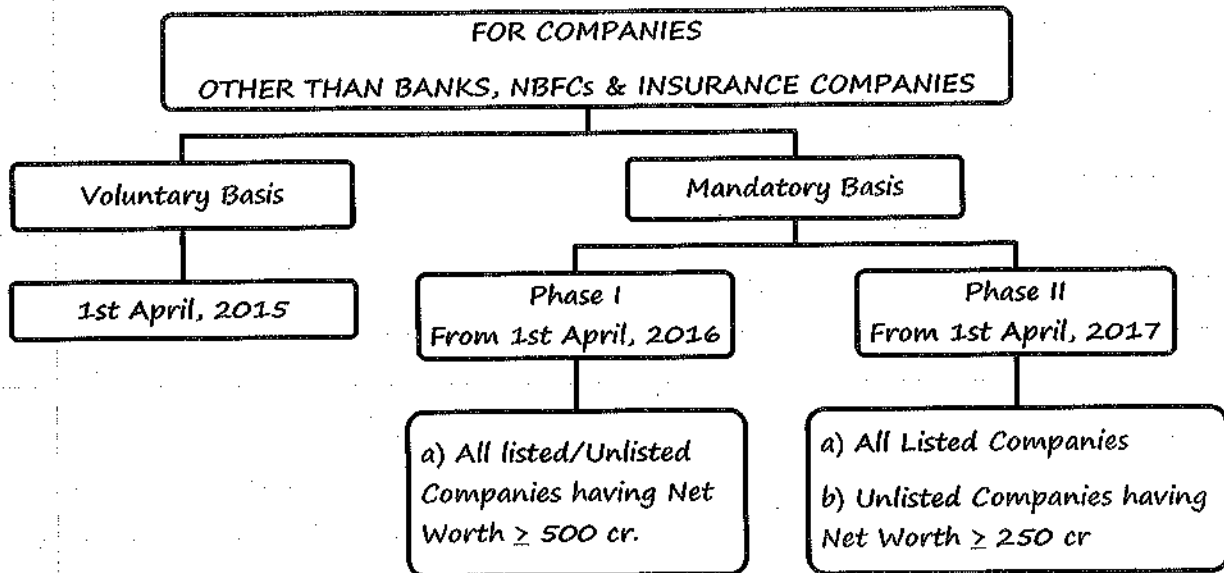 FOR COMPANIES
OTHER THAN BANKS, NBFCs & INSURANCE COMPANIES
Voluntary Basis
Mandatory Basis
1st April, 2015
Phase I
From 1st April, 2016
Phase II
From 1st April, 2017
a) All listed/Unlisted
Companies having Net
Worth ≥ 500 cr.
a) All Listed Companies
b) Unlisted Companies having
Net Worth ≥ 250 cr